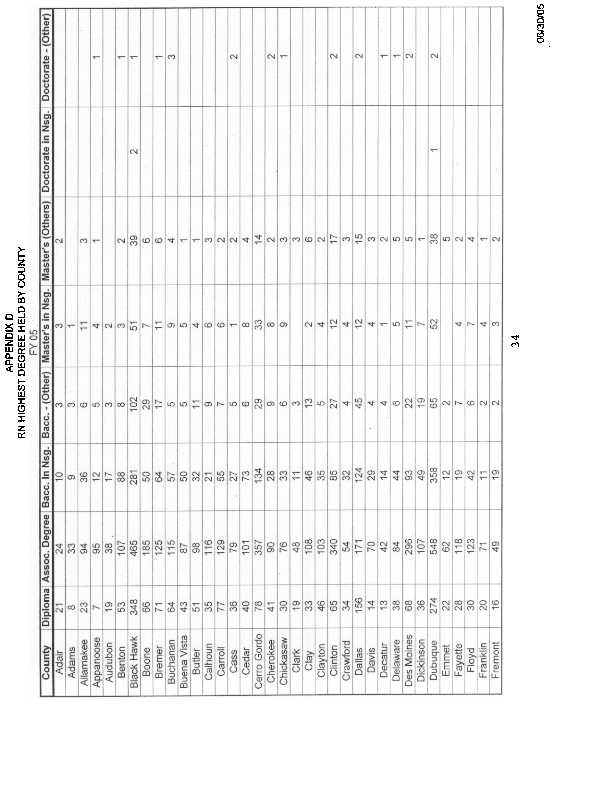 APPENDIX D
RN HIGHEST DEGREE HELD BY COUNTY
FY 05
County Diploma Assoc. Degree Bacc. In Nsg. Bacc. - (Other) Master's in Nsg. Master's (Others) Doctorate in Nsg. Doctorate - (Other)
Adair 21 24 10 3 3 2
Adams 8 33 9 3 1
Allamakee 23 94 36 6 11 3
Appanoose 7 95 12 5 4 1 1
Audubon 19 38 17 3 2
Benton 53 107 88 8 3 2 1
Black Hawk 348 465 281 102 51 39 2 1
Boone 66 185 50 29 7 6
Bremer 71 125 64 17 11 6 1
Buchanan 64 115 57 5 9 4 3
Buena Vista 43 87 50 5 5 1
Butler 51 98 32 11 4 1
Calhoun 35 116 21 9 6 3
Carroll 77 129 55 7 6 2
Cass 36 79 27 5 1 2 2
Cedar 40 101 73 6 8 4
Cerro Gordo 78 357 134 29 33 14
Cherokee 41 90 28 9 8 2 2
Chickasaw 30 76 33 6 9 3 1
Clark 19 48 11 3 3
Clay 33 108 46 13 2 6
Clayton 46 103 35 5 4 2
Clinton 65 340 85 27 12 17 2
Crawford 34 54 32 4 4 3
Dallas 156 171 124 45 12 15 2
Davis 14 70 29 4 4 3
Decatur 13 42 14 4 1 2 1
Delaware 38 84 44 6 5 5 1
Des Moines 68 296 93 22 11 5 2
Dickinson 36 107 49 19 7 1
Dubuque 274 548 358 65 52 38 1 2
Emmet 22 62 12 2 5
Fayette 28 118 19 7 4 2
Floyd 30 123 42 6 7 4
Franklin 20 71 11 2 4 1
Fremont 16 49 19 2 3 2
34
06/30/05